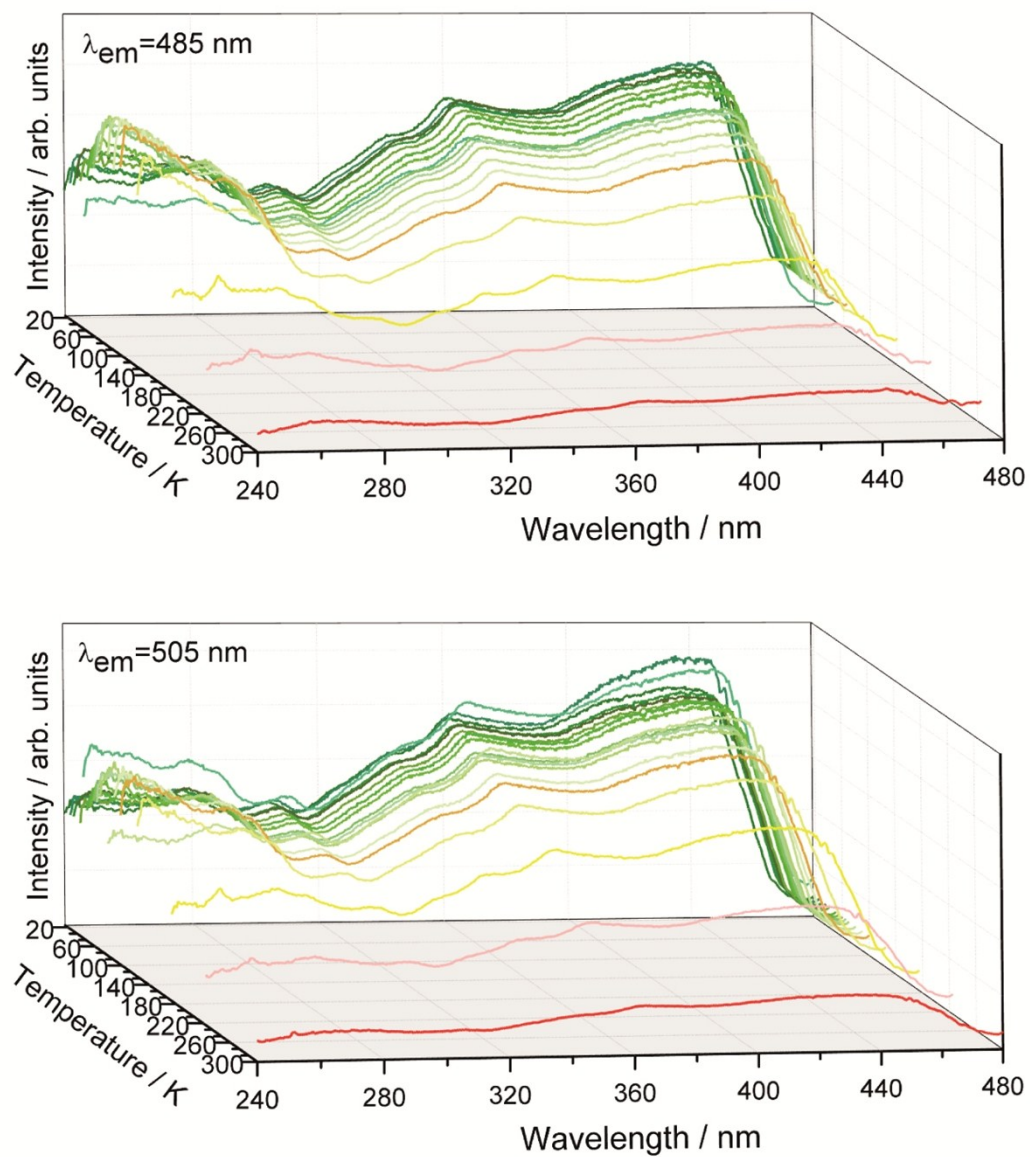 λem=485 nm
Intensity / arb. units
20
60
100
140
180
220
260
300
Temperature / K
240 280 320 360 400 440 480
Wavelength / nm
λem=505 nm
Intensity / arb. units
20
60
100
140
180
220
260
300
Temperature / K
240 280 320 360 400 440 480
Wavelength / nm